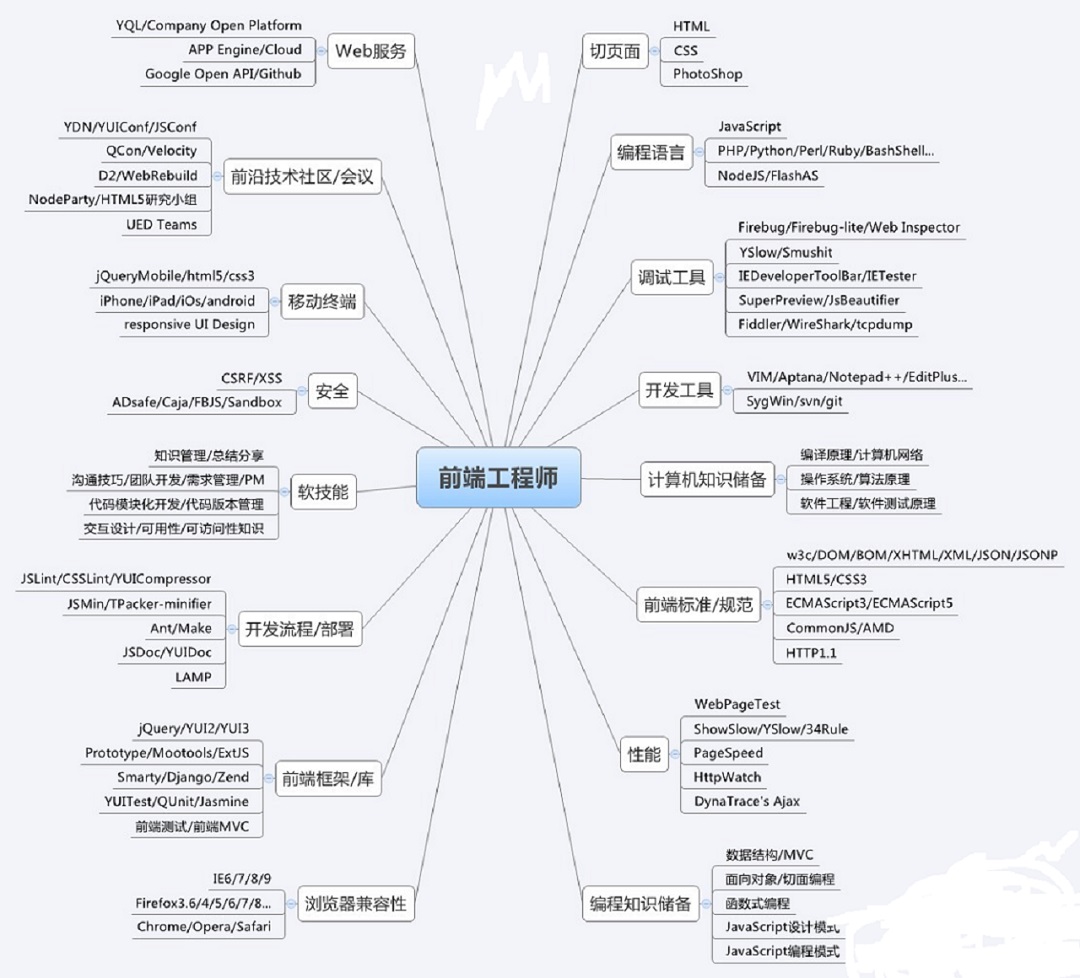 前端工程师
Web服务
YQL/Company Open Platform
APP Engine/Cloud
Google Open API/Github
前沿技术社区/会议
YDN/YUIConf/JSConf
QCon/Velocity
D2/WebRebuild
NodeParty/HTML5研究小组
UED Teams
移动终端
jQueryMobile/html5/css3
iPhone/iPad/iOs/android
responsive UI Design
安全
CSRF/XSS
ADsafe/Caja/FBJS/Sandbox
软技能
知识管理/总结分享
沟通技巧/团队开发/需求管理/PM
代码模块化开发/代码版本管理
交互设计/可用性/可访问性知识
开发流程/部署
JSLint/CSSLint/YUICompressor
JSMin/TPacker-minifier
Ant/Make
JSDoc/YUIDoc
LAMP
前端框架/库
jQuery/YUI2/YUI3
Prototype/Mootools/ExtJS
Smarty/Django/Zend
YUITest/QUnit/Jasmine
前端测试/前端MVC
浏览器兼容性
IE6/7/8/9
Firefox3.6/4/5/6/7/8...
Chrome/Opera/Safari
切页面
HTML
CSS
PhotoShop
编程语言
JavaScript
PHP/Python/Perl/Ruby/BashShell...
NodeJS/FlashAS
调试工具
Firebug/Firebug-lite/Web Inspector
YSlow/Smushit
IEDeveloperToolBar/IETester
SuperPreview/JsBeautifier
Fiddler/WireShark/tcpdump
开发工具
VIM/Aptana/Notepad++/EditPlus...
SygWin/svn/git
计算机知识储备
编译原理/计算机网络
操作系统/算法原理
软件工程/软件测试原理
前端标准/规范
w3c/DOM/BOM/XHTML/XML/JSON/JSONP
HTML5/CSS3
ECMAScript3/ECMAScript5
CommonJS/AMD
HTTP1.1
性能
WebPageTest
ShowSlow/YSlow/34Rule
PageSpeed
HttpWatch
DynaTrace's Ajax
编程知识储备
数据结构/MVC
面向对象/切面编程
函数式编程
JavaScript设计模式
JavaScript编程模式